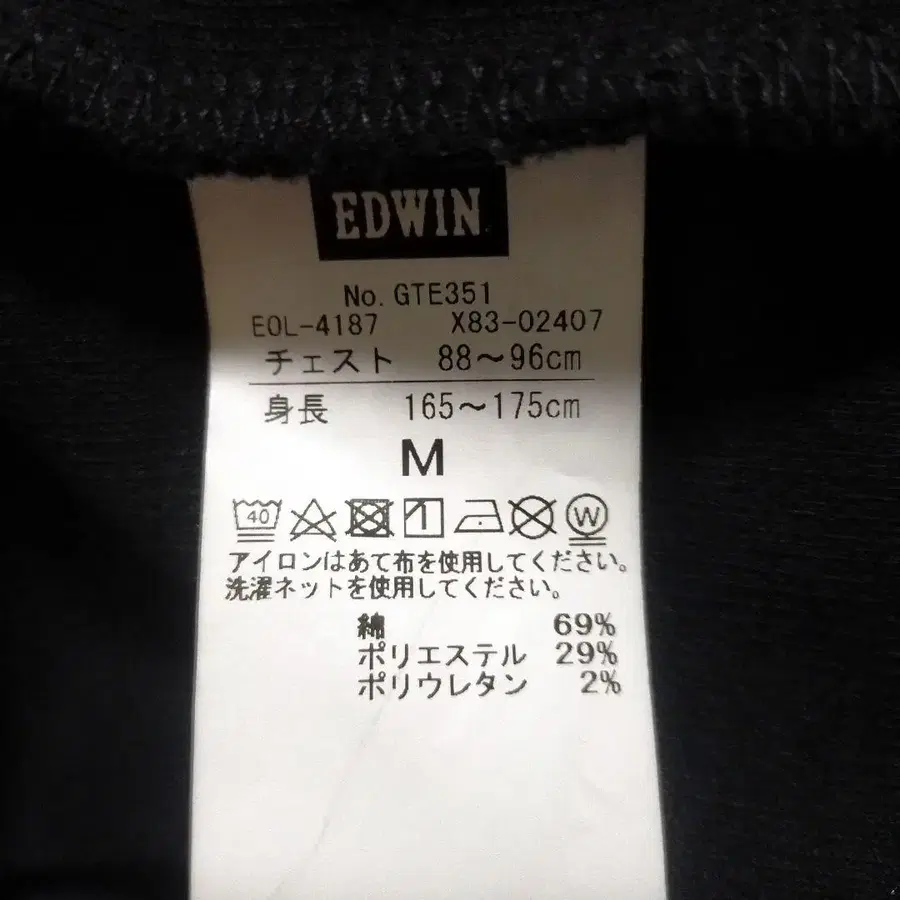 EDWIN
No. GTE351
EOL-4187 X83-02407
チェスト 88～96cm
身長 165～175cm
M
40 W
アイロンはあて布を使用してください。
洗濯ネットを使用してください。
綿 69%
ポリエステル 29%
ポリウレタン 2%